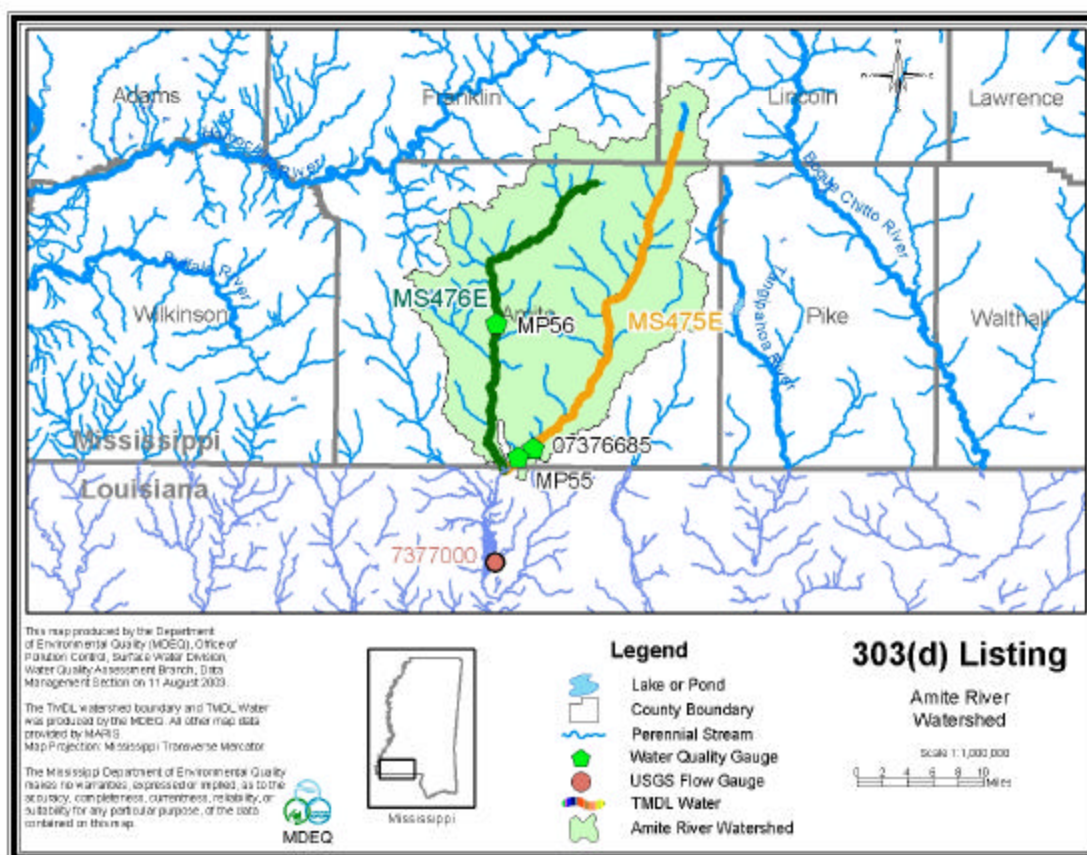 Adams
Franklin
Lincoln
Lawrence
Homochitto River
Bogue Chitto River
Buffalo River
Wilkinson
MS476E
Amite
MP56
MS475E
Tangipahoa River
Pike
Walthall
Mississippi
07376685
MP55
Louisiana
7377000
This map produced by the Department
of Environmental Quality (MDEQ), Office of
Pollution Control, Surface Water Division,
Water Quality Assessment Branch, Data
Management Section on 11 August 2003.
The TMDL watershed boundary and TMDL Water
was produced by the MDEQ. All other map data
provided by MARIS.
Map Projection: Mississippi Transverse Mercator
The Mississippi Department of Environmental Quality
makes no warranties, expressed or implied, as to the
accuracy, completeness, currentness, reliability, or
suitability for any particular purpose, of the data
contained on this map.
MDEQ
Mississippi
Legend
Lake or Pond
County Boundary
Perennial Stream
Water Quality Gauge
USGS Flow Gauge
TMDL Water
Amite River Watershed
303(d) Listing
Amite River
Watershed
Scale 1:1,000,000
0 2 4 6 8 10
Miles